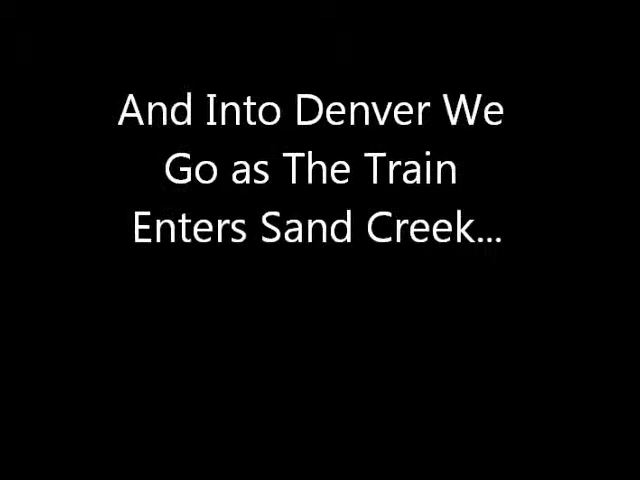 And Into Denver We
Go as The Train
Enters Sand Creek...